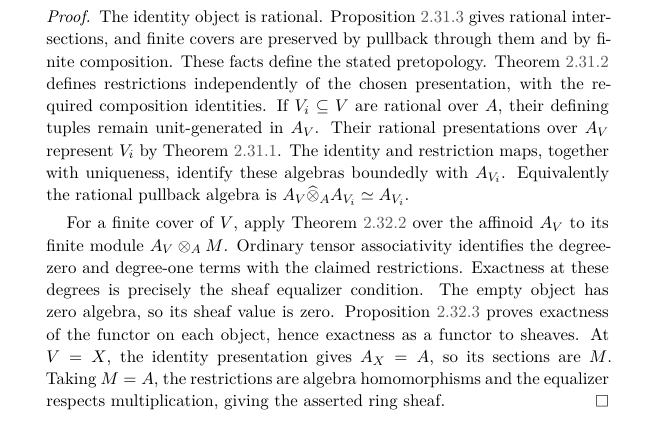 Proof. The identity object is rational. Proposition 2.31.3 gives rational inter-
sections, and finite covers are preserved by pullback through them and by fi-
nite composition. These facts define the stated pretopology. Theorem 2.31.2
defines restrictions independently of the chosen presentation, with the re-
quired composition identities. If V_i ⊆ V are rational over A, their defining
tuples remain unit-generated in A_V. Their rational presentations over A_V
represent V_i by Theorem 2.31.1. The identity and restriction maps, together
with uniqueness, identify these algebras boundedly with A_{V_i}. Equivalently
the rational pullback algebra is A_V \widehat{⊗}_A A_{V_i} ≃ A_{V_i}.
For a finite cover of V, apply Theorem 2.32.2 over the affinoid A_V to its
finite module A_V ⊗_A M. Ordinary tensor associativity identifies the degree-
zero and degree-one terms with the claimed restrictions. Exactness at these
degrees is precisely the sheaf equalizer condition. The empty object has
zero algebra, so its sheaf value is zero. Proposition 2.32.3 proves exactness
of the functor on each object, hence exactness as a functor to sheaves. At
V = X, the identity presentation gives A_X = A, so its sections are M.
Taking M = A, the restrictions are algebra homomorphisms and the equalizer
respects multiplication, giving the asserted ring sheaf. □